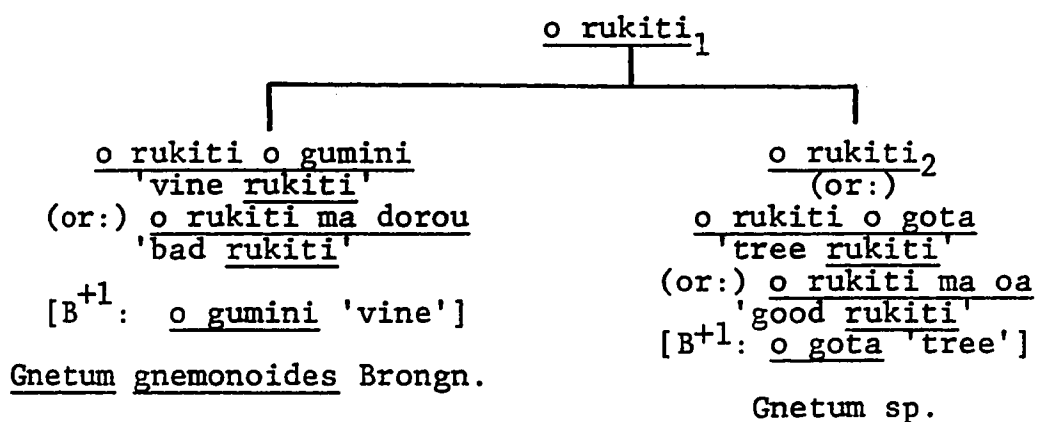 o rukiti1
o rukiti o gumini
'vine rukiti'
(or:) o rukiti ma dorou
'bad rukiti'
[B+1: o gumini 'vine']
Gnetum gnemonoides Brongn.
o rukiti2
(or:)
o rukiti o gota
'tree rukiti'
(or:) o rukiti ma oa
'good rukiti'
[B+1: o gota 'tree']
Gnetum sp.